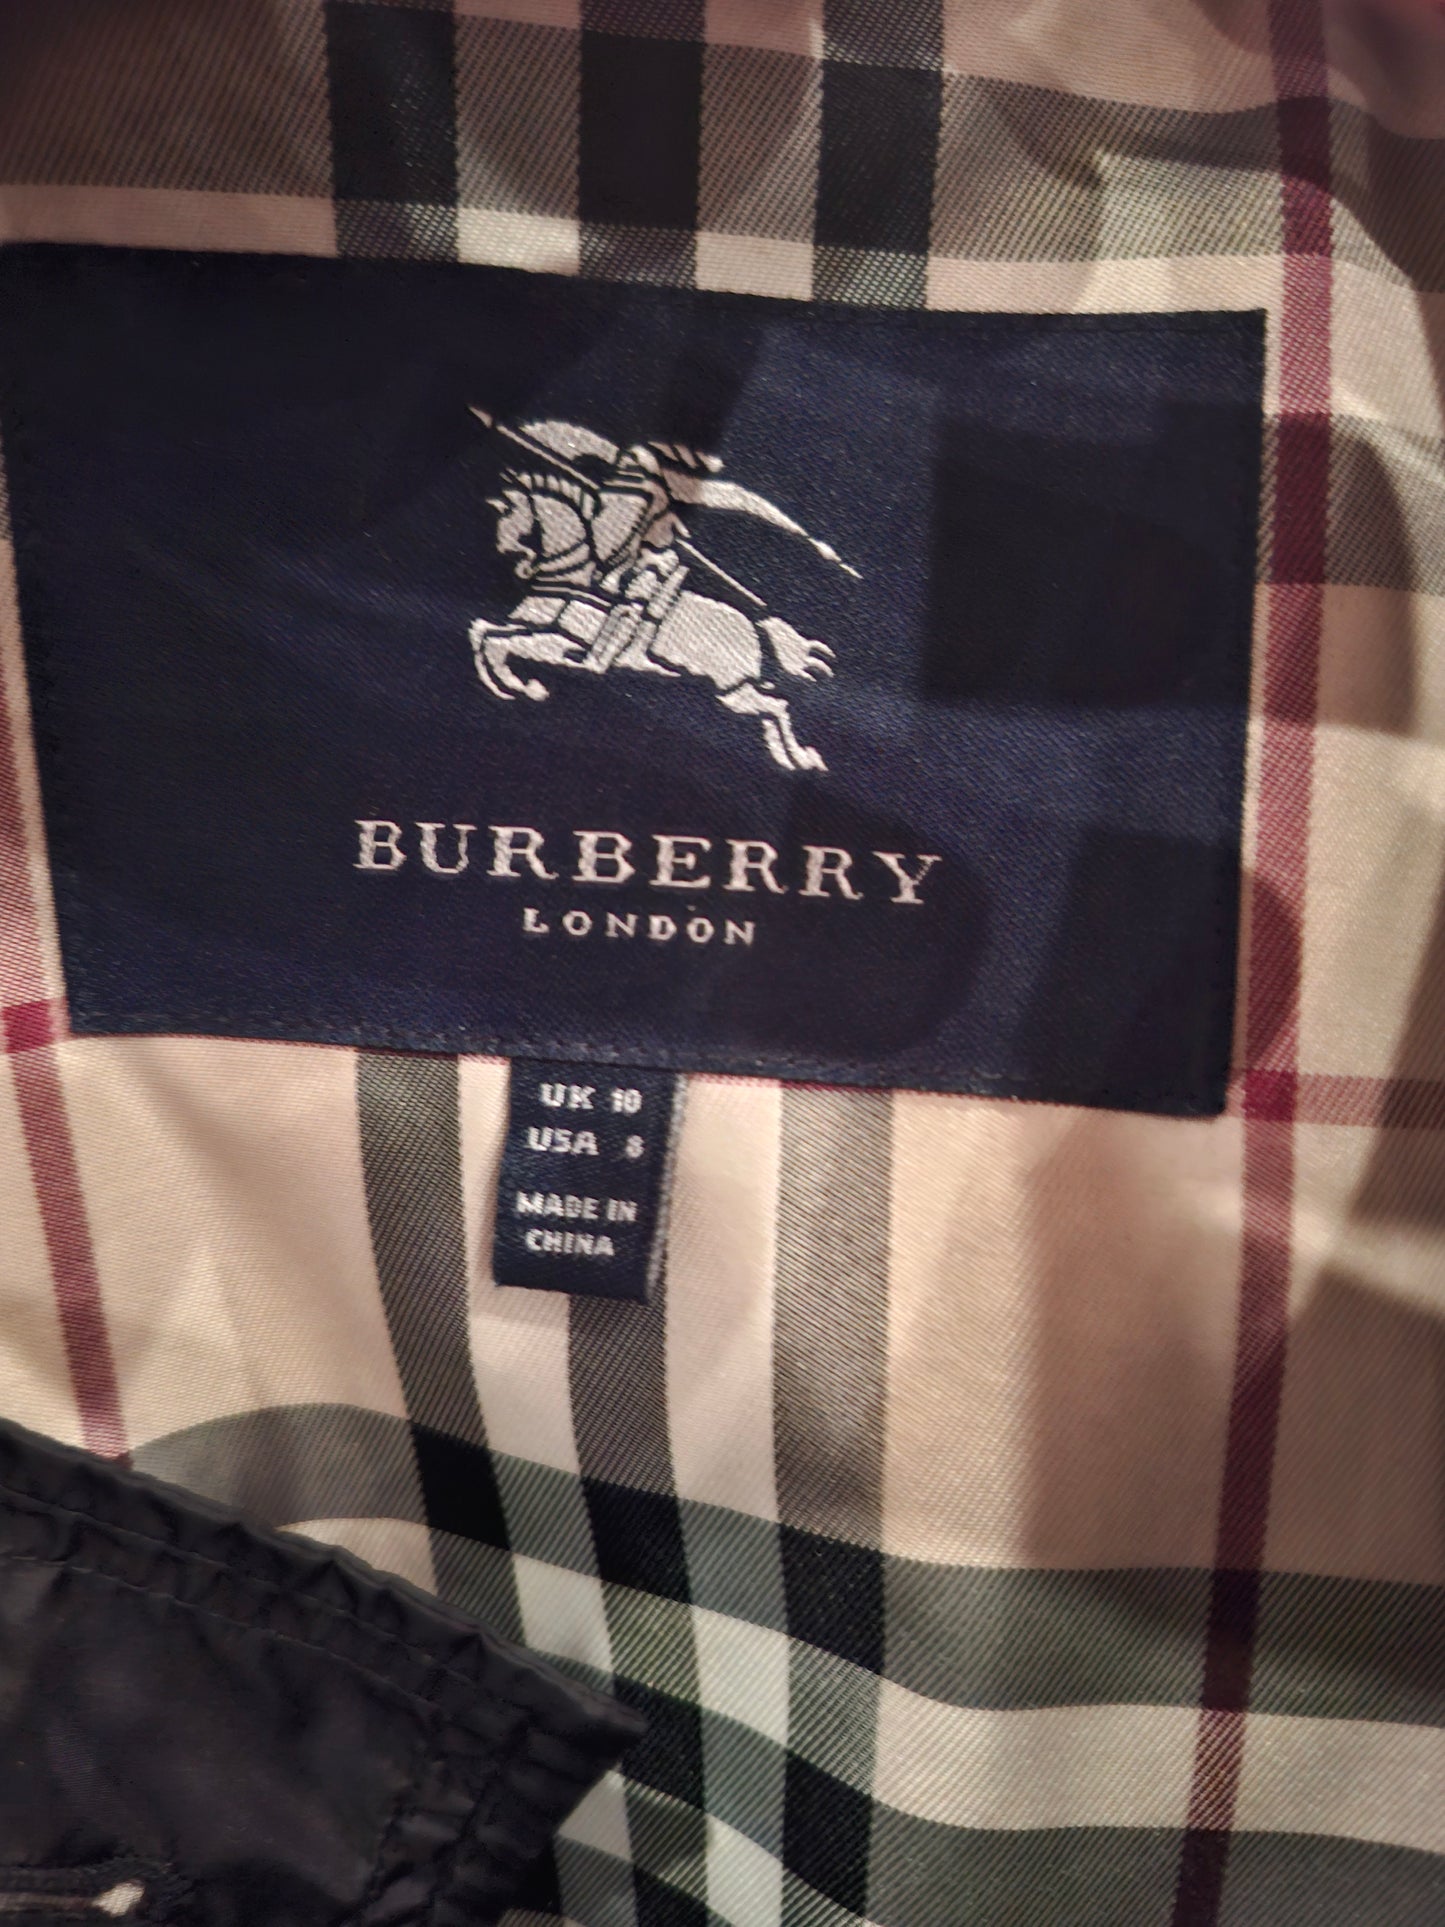 BURBERRY
LONDON
UK 10
USA 8
MADE IN
CHINA